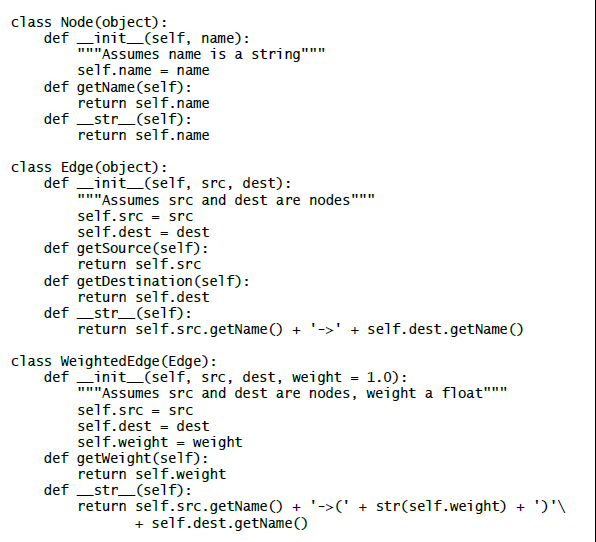 class Node(object):
    def __init__(self, name):
        """Assumes name is a string"""
        self.name = name
    def getName(self):
        return self.name
    def __str__(self):
        return self.name

class Edge(object):
    def __init__(self, src, dest):
        """Assumes src and dest are nodes"""
        self.src = src
        self.dest = dest
    def getSource(self):
        return self.src
    def getDestination(self):
        return self.dest
    def __str__(self):
        return self.src.getName() + '->' + self.dest.getName()

class WeightedEdge(Edge):
    def __init__(self, src, dest, weight = 1.0):
        """Assumes src and dest are nodes, weight a float"""
        self.src = src
        self.dest = dest
        self.weight = weight
    def getWeight(self):
        return self.weight
    def __str__(self):
        return self.src.getName() + '->(' + str(self.weight) + ')'\
               + self.dest.getName()